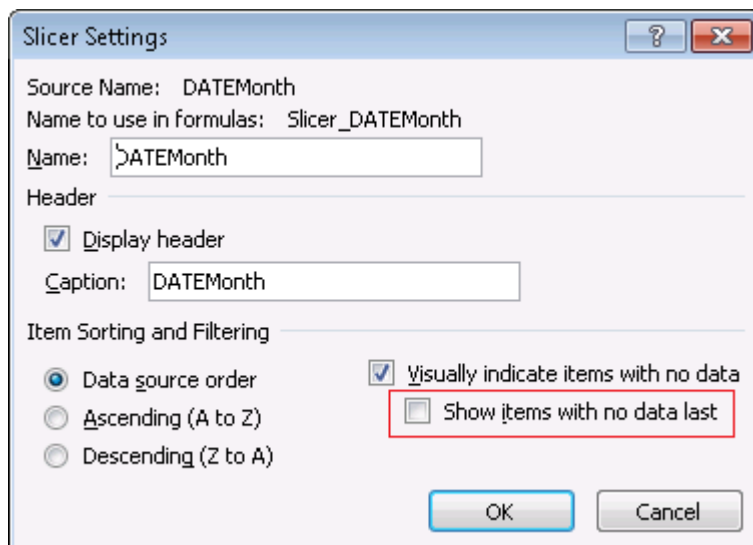 Slicer Settings
Source Name: DATEMonth
Name to use in formulas: Slicer_DATEMonth
Name: DATEMonth
Header
Display header
Caption: DATEMonth
Item Sorting and Filtering
Data source order
Visually indicate items with no data
Ascending (A to Z)
Show items with no data last
Descending (Z to A)
OK Cancel